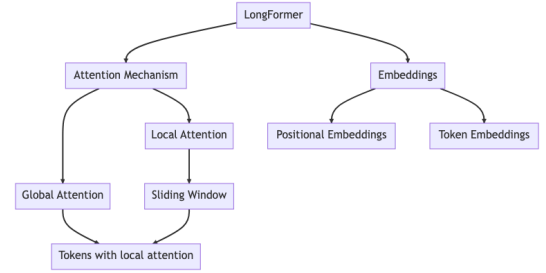 LongFormer
Attention Mechanism
Embeddings
Local Attention
Positional Embeddings
Token Embeddings
Global Attention
Sliding Window
Tokens with local attention